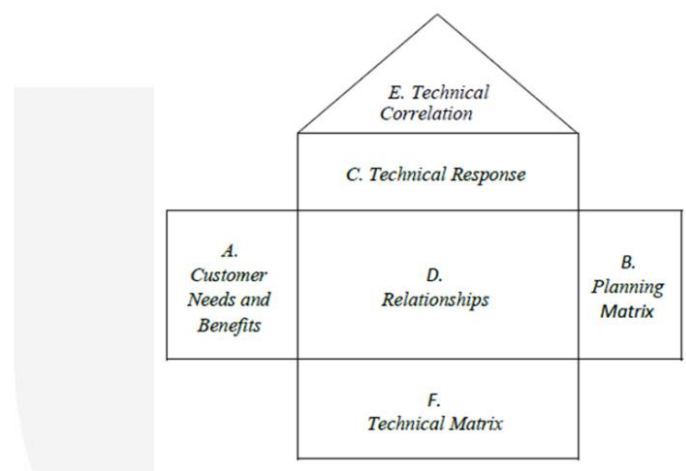 E. Technical
Correlation
C. Technical Response
A.
Customer
Needs and
Benefits
D.
Relationships
B.
Planning
Matrix
F.
Technical Matrix